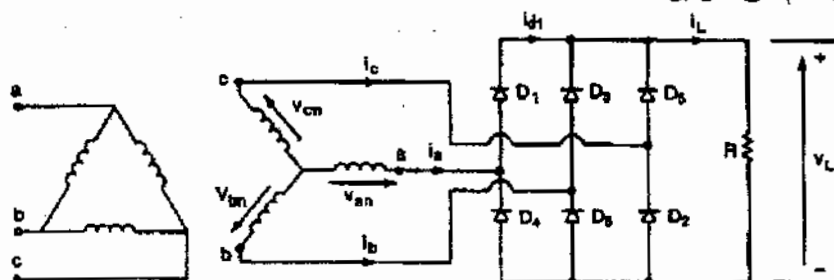 a
b
c
c
v_cn
v_bn
b
v_an
a
i_a
i_c
i_b
i_d1
i_L
D_1
D_3
D_5
D_4
D_6
D_2
R
+
v_L
−